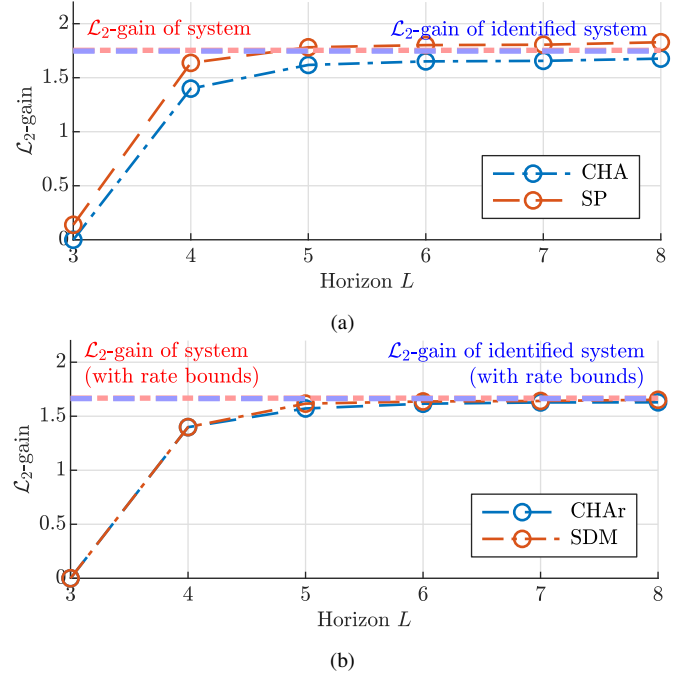 2
1.5
1
0.5
0
ℒ₂-gain
ℒ₂-gain of system
ℒ₂-gain of identified system
CHA
SP
3 4 5 6 7 8
Horizon L
(a)
2
1.5
1
0.5
0
ℒ₂-gain
ℒ₂-gain of system
(with rate bounds)
ℒ₂-gain of identified system
(with rate bounds)
CHAr
SDM
3 4 5 6 7 8
Horizon L
(b)